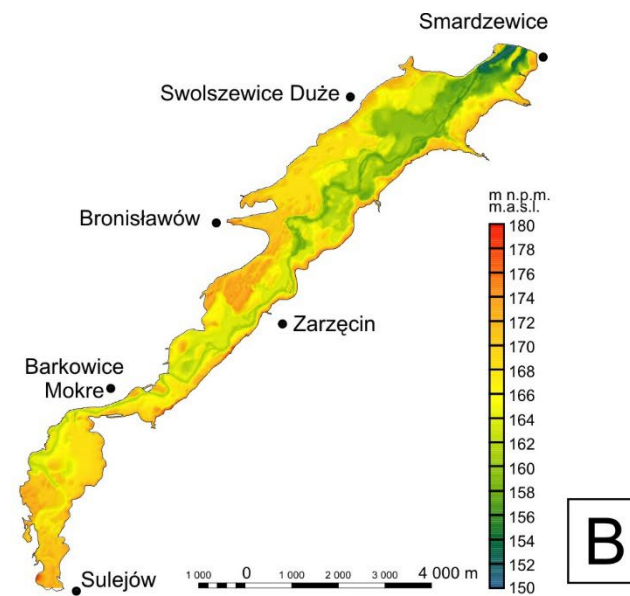 Smardzewice
Swolszewice Duże
Bronisławów
Zarzęcin
Barkowice
Mokre
Sulejów
m n.p.m.
m.a.s.l.
180
178
176
174
172
170
168
166
164
162
160
158
156
154
152
150
1 000 0 1 000 2 000 3 000 4 000 m
B